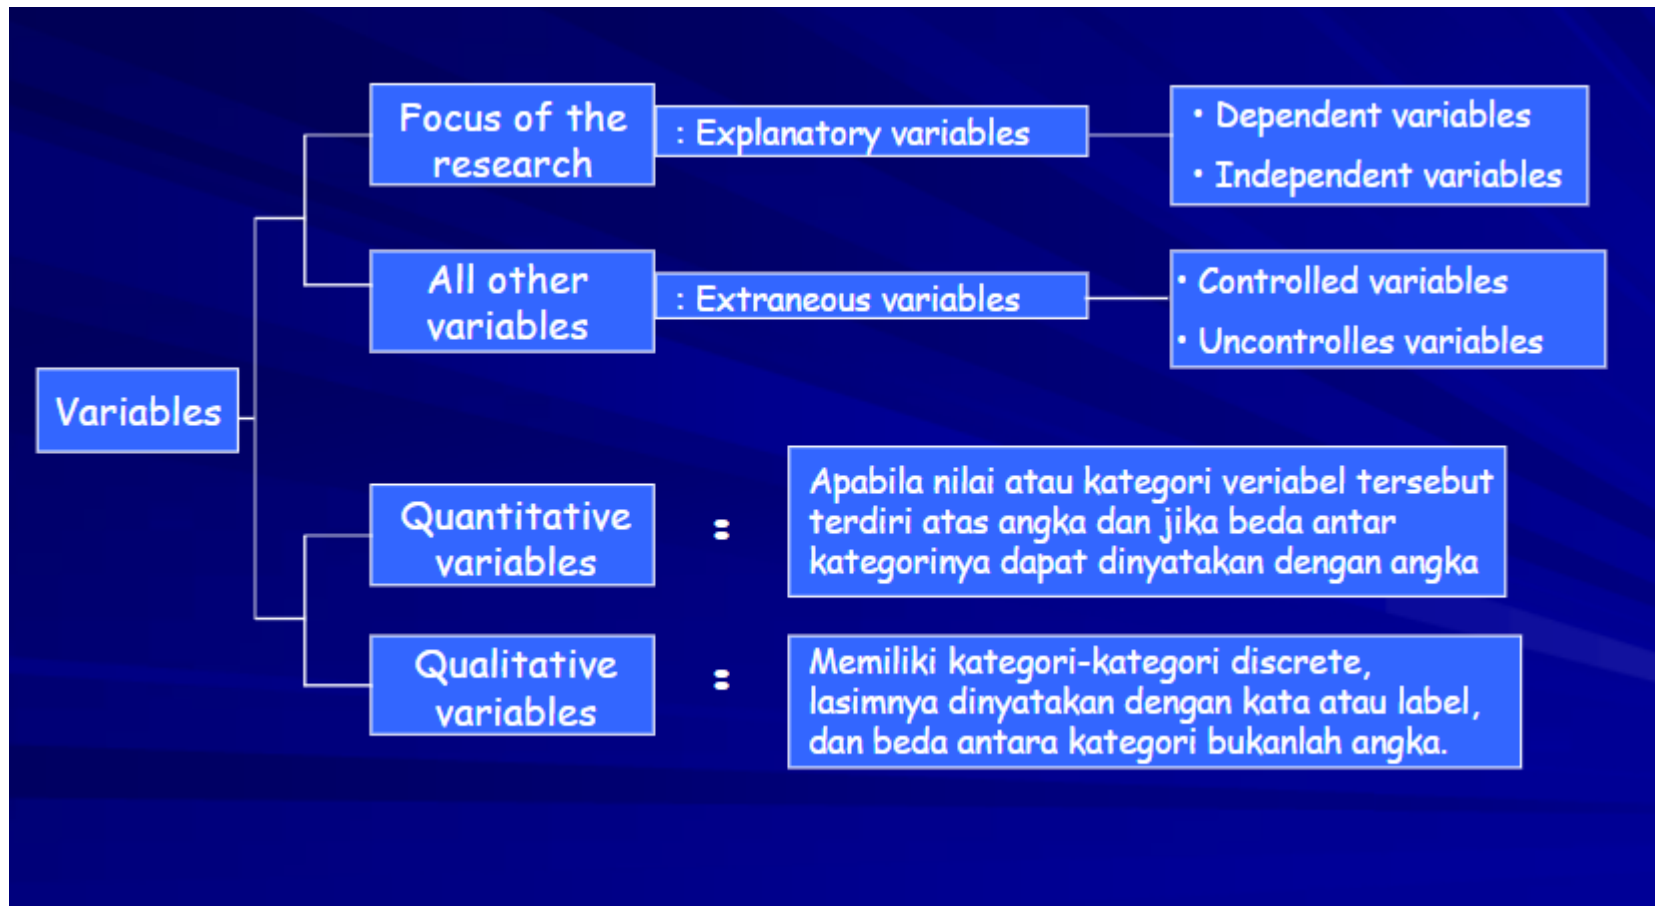 Focus of the
research
: Explanatory variables
• Dependent variables
• Independent variables
All other
variables
: Extraneous variables
• Controlled variables
• Uncontrolles variables
Variables
Quantitative
variables
:
Apabila nilai atau kategori veriabel tersebut
terdiri atas angka dan jika beda antar
kategorinya dapat dinyatakan dengan angka
Qualitative
variables
:
Memiliki kategori-kategori discrete,
lasimnya dinyatakan dengan kata atau label,
dan beda antara kategori bukanlah angka.